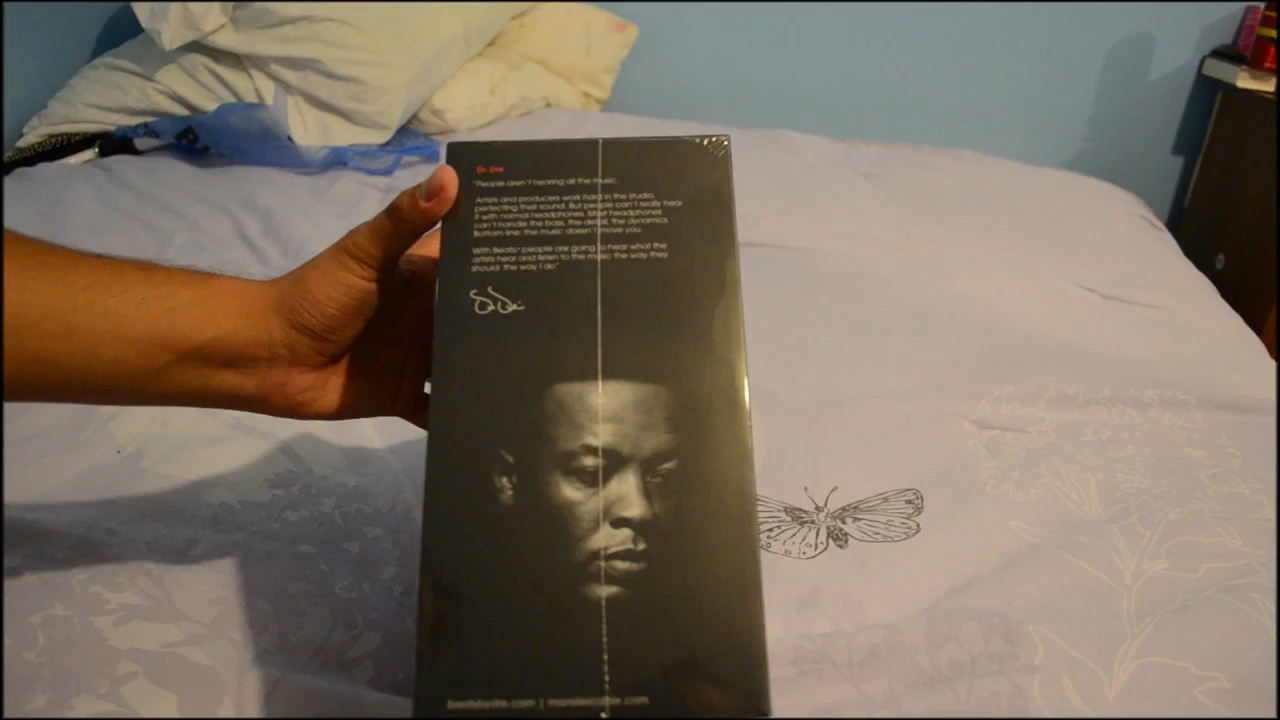 Dr. Dre
"People aren't hearing all the music.
Artists and producers work hard in the studio,
perfecting their sound. But people can't really hear
it with normal headphones. Most headphones
can't handle the bass, the detail, the dynamics.
Bottom line: the music doesn't move you.
With Beats™ people are going to hear what the
artists hear and listen to the music the way they
should: the way I do"
beatsbydre.com | monstercable.com